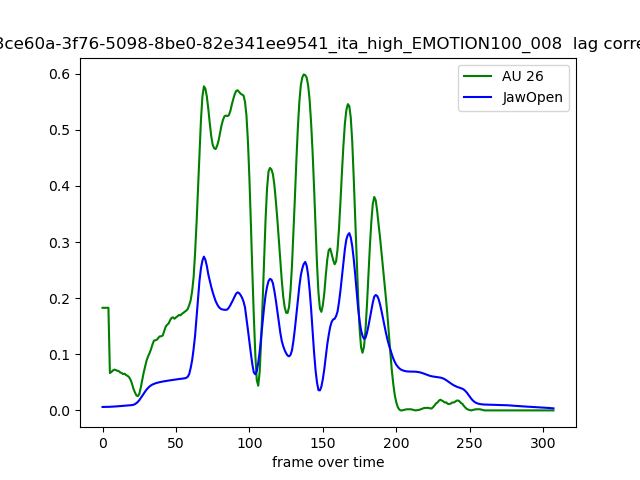 3ce60a-3f76-5098-8be0-82e341ee9541_ita_high_EMOTION100_008 lag corre
AU 26
JawOpen
0.6
0.5
0.4
0.3
0.2
0.1
0.0
0 50 100 150 200 250 300
frame over time